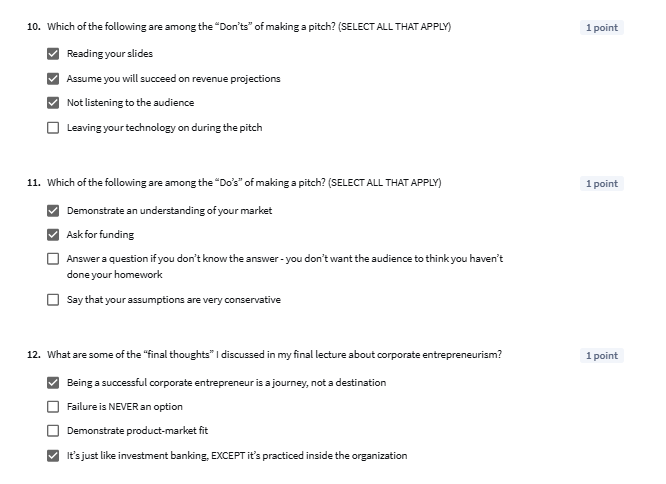 10. Which of the following are among the “Don’ts” of making a pitch? (SELECT ALL THAT APPLY) 1 point
Reading your slides
Assume you will succeed on revenue projections
Not listening to the audience
Leaving your technology on during the pitch
11. Which of the following are among the “Do’s” of making a pitch? (SELECT ALL THAT APPLY) 1 point
Demonstrate an understanding of your market
Ask for funding
Answer a question if you don’t know the answer - you don’t want the audience to think you haven’t
done your homework
Say that your assumptions are very conservative
12. What are some of the “final thoughts” I discussed in my final lecture about corporate entrepreneurism? 1 point
Being a successful corporate entrepreneur is a journey, not a destination
Failure is NEVER an option
Demonstrate product-market fit
It’s just like investment banking, EXCEPT it’s practiced inside the organization